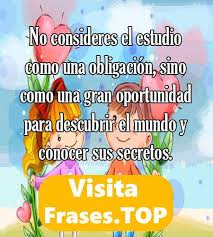 No consideres el estudio
como una obligación, sino
como una gran oportunidad
para descubrir el mundo y
conocer sus secretos.
Visita
Frases.TOP